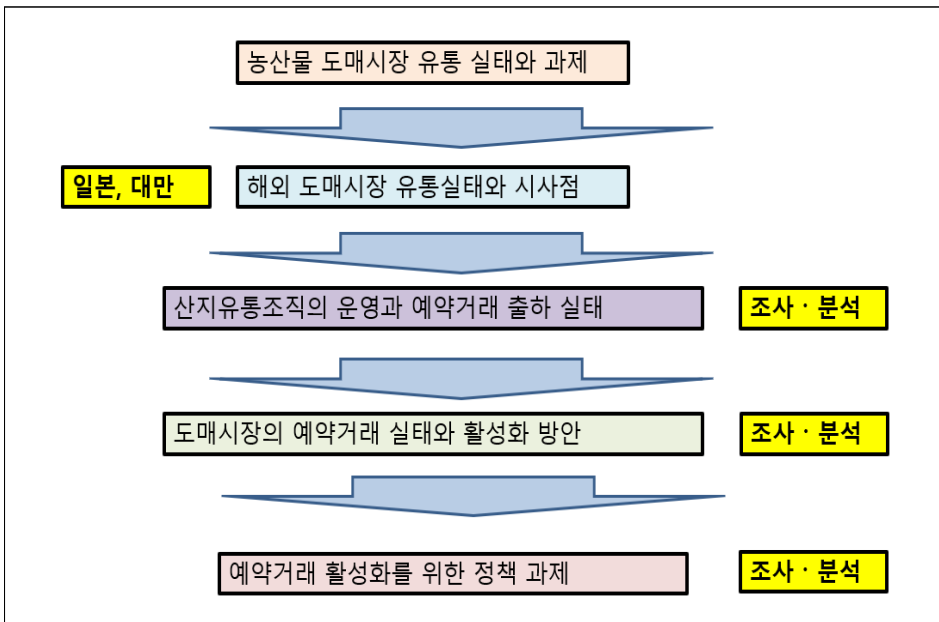 농산물 도매시장 유통 실태와 과제
일본, 대만
해외 도매시장 유통실태와 시사점
산지유통조직의 운영과 예약거래 출하 실태
조사 · 분석
도매시장의 예약거래 실태와 활성화 방안
조사 · 분석
예약거래 활성화를 위한 정책 과제
조사 · 분석